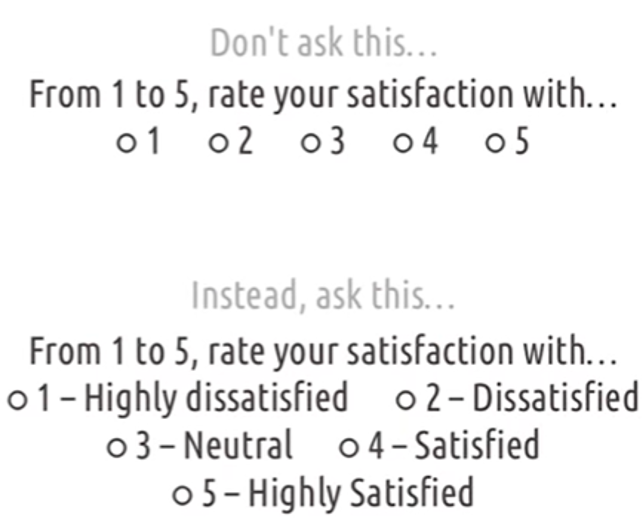 Don't ask this...
From 1 to 5, rate your satisfaction with...
○ 1 ○ 2 ○ 3 ○ 4 ○ 5
Instead, ask this...
From 1 to 5, rate your satisfaction with...
○ 1 – Highly dissatisfied ○ 2 – Dissatisfied
○ 3 – Neutral ○ 4 – Satisfied
○ 5 – Highly Satisfied